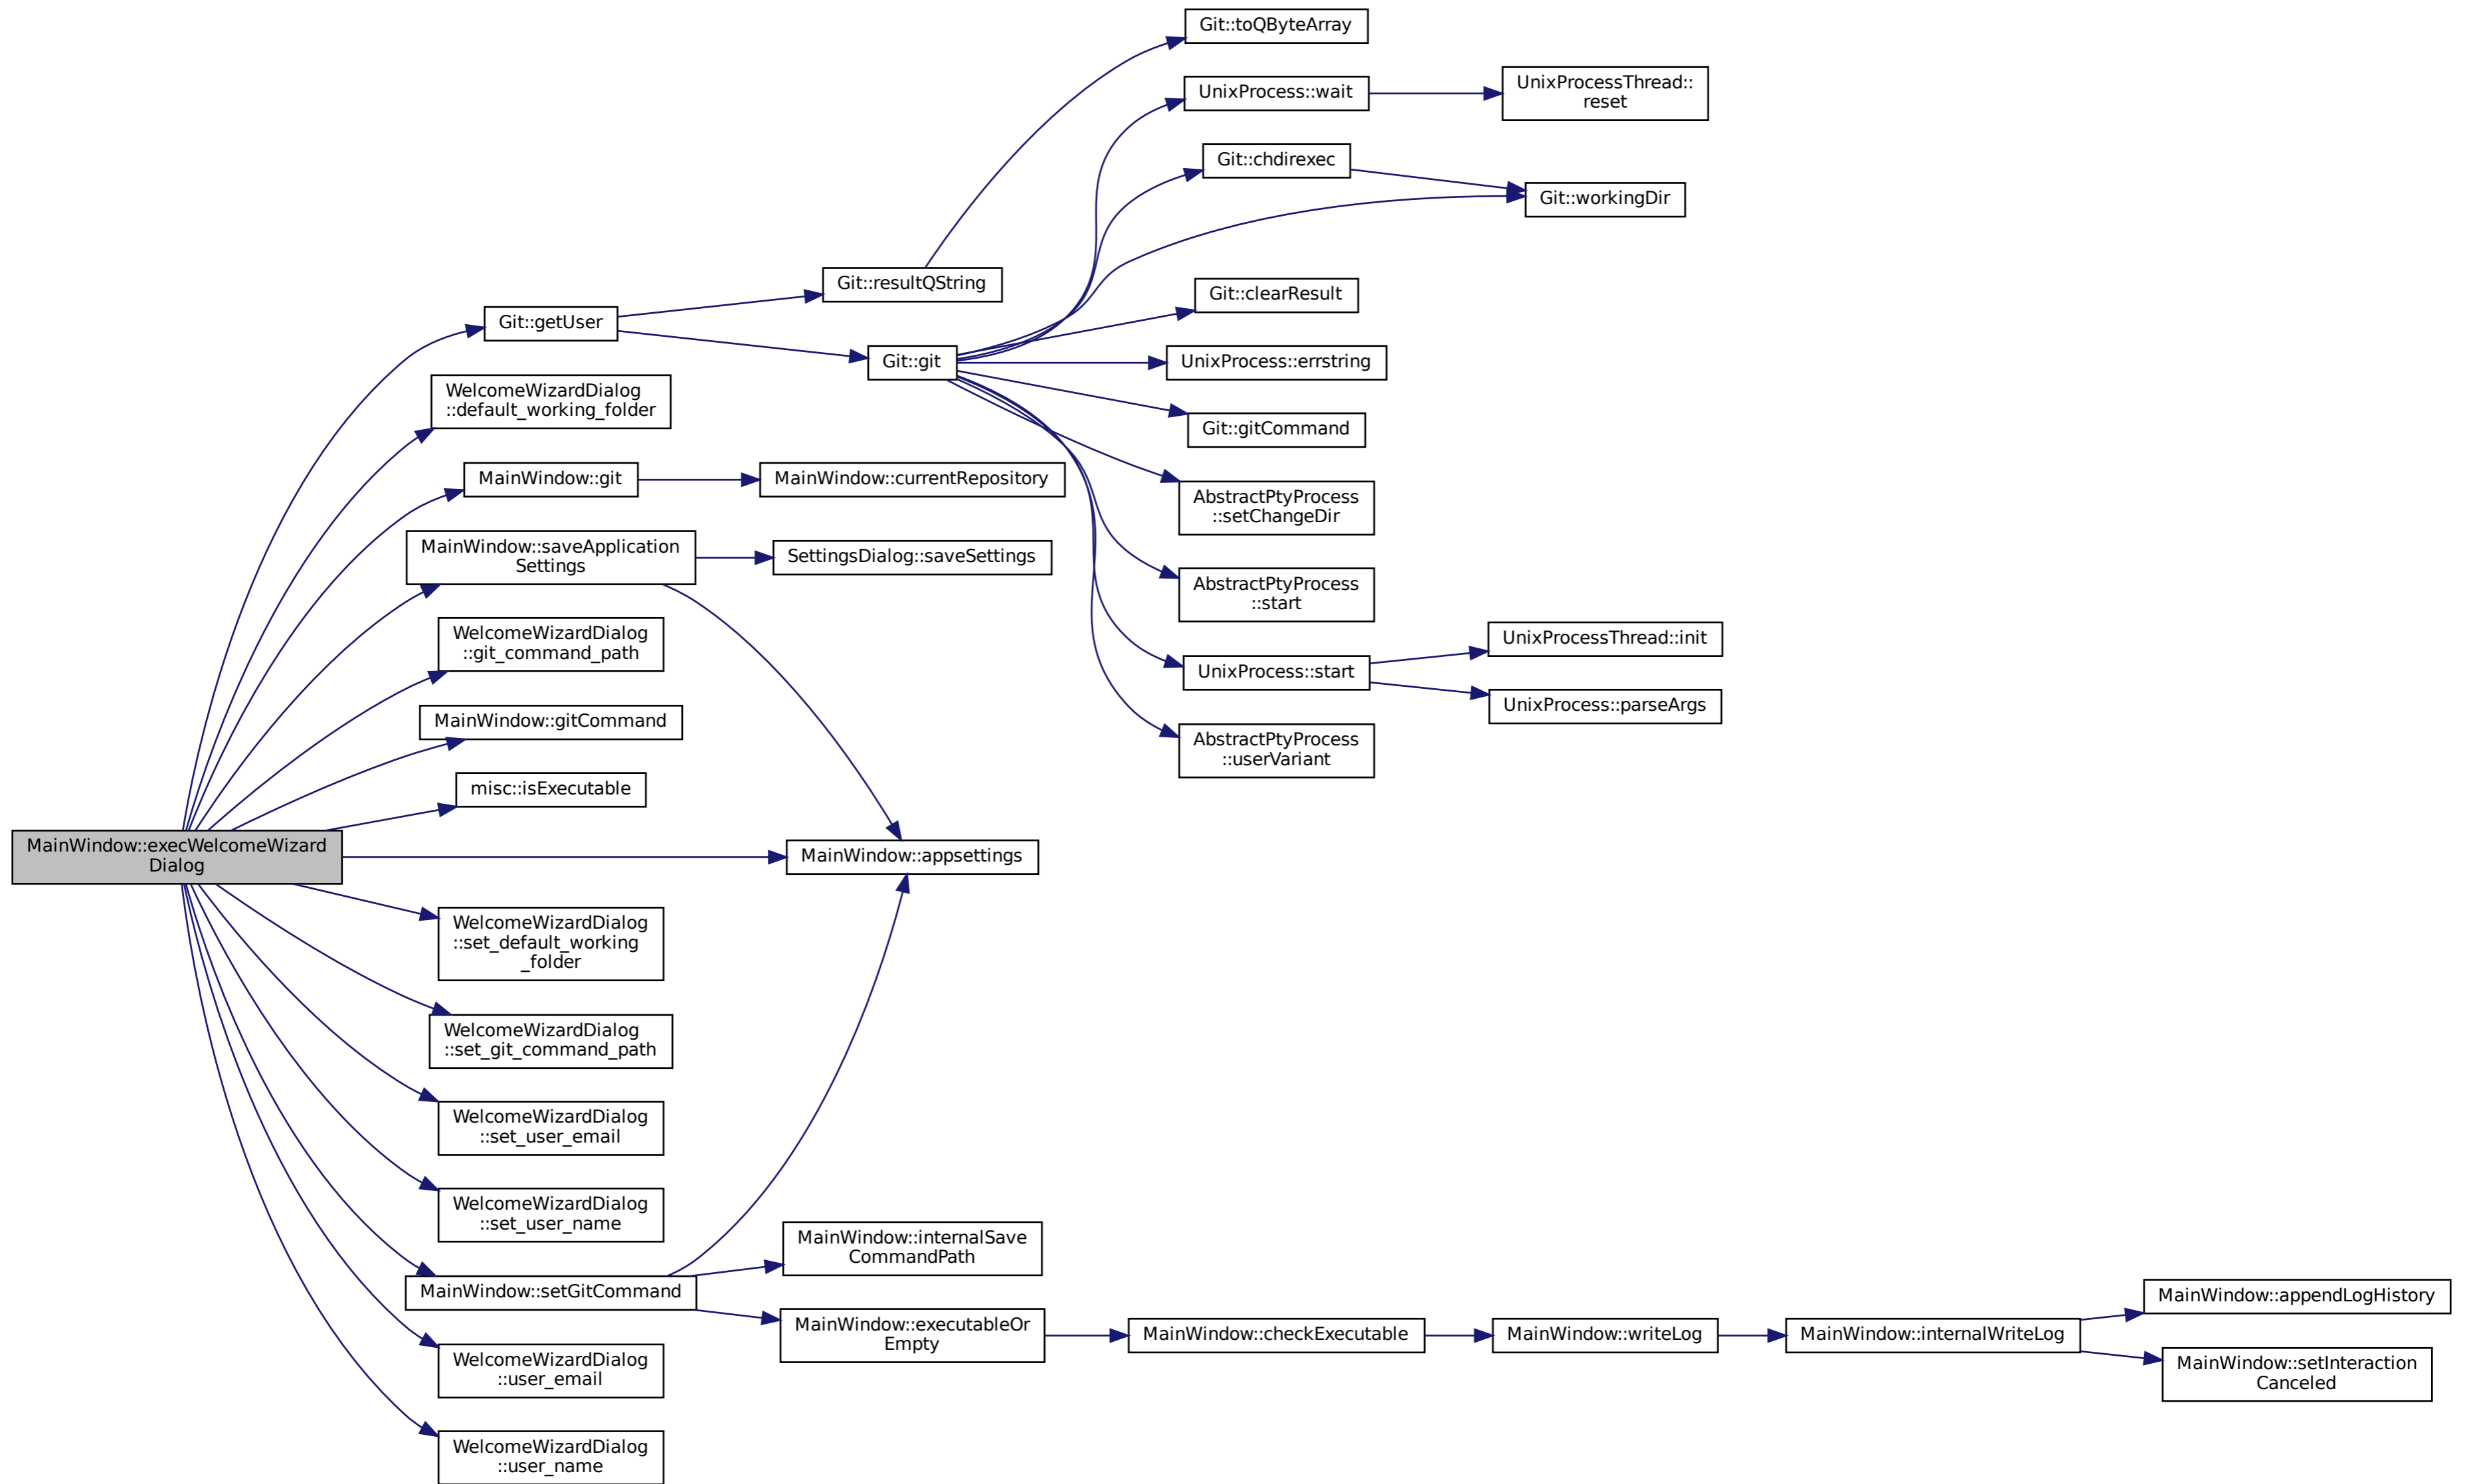 Git::toQByteArray
UnixProcess::wait
UnixProcessThread::
reset
Git::chdirexec
Git::workingDir
Git::resultQString
Git::clearResult
Git::getUser
Git::git
UnixProcess::errstring
WelcomeWizardDialog
::default_working_folder
Git::gitCommand
MainWindow::git
MainWindow::currentRepository
AbstractPtyProcess
::setChangeDir
MainWindow::saveApplication
Settings
SettingsDialog::saveSettings
AbstractPtyProcess
::start
WelcomeWizardDialog
::git_command_path
UnixProcessThread::init
UnixProcess::start
UnixProcess::parseArgs
MainWindow::gitCommand
AbstractPtyProcess
::userVariant
misc::isExecutable
MainWindow::execWelcomeWizard
Dialog
MainWindow::appsettings
WelcomeWizardDialog
::set_default_working
_folder
WelcomeWizardDialog
::set_git_command_path
WelcomeWizardDialog
::set_user_email
WelcomeWizardDialog
::set_user_name
MainWindow::internalSave
CommandPath
MainWindow::setGitCommand
MainWindow::executableOr
Empty
MainWindow::checkExecutable
MainWindow::writeLog
MainWindow::internalWriteLog
MainWindow::appendLogHistory
MainWindow::setInteraction
Canceled
WelcomeWizardDialog
::user_email
WelcomeWizardDialog
::user_name